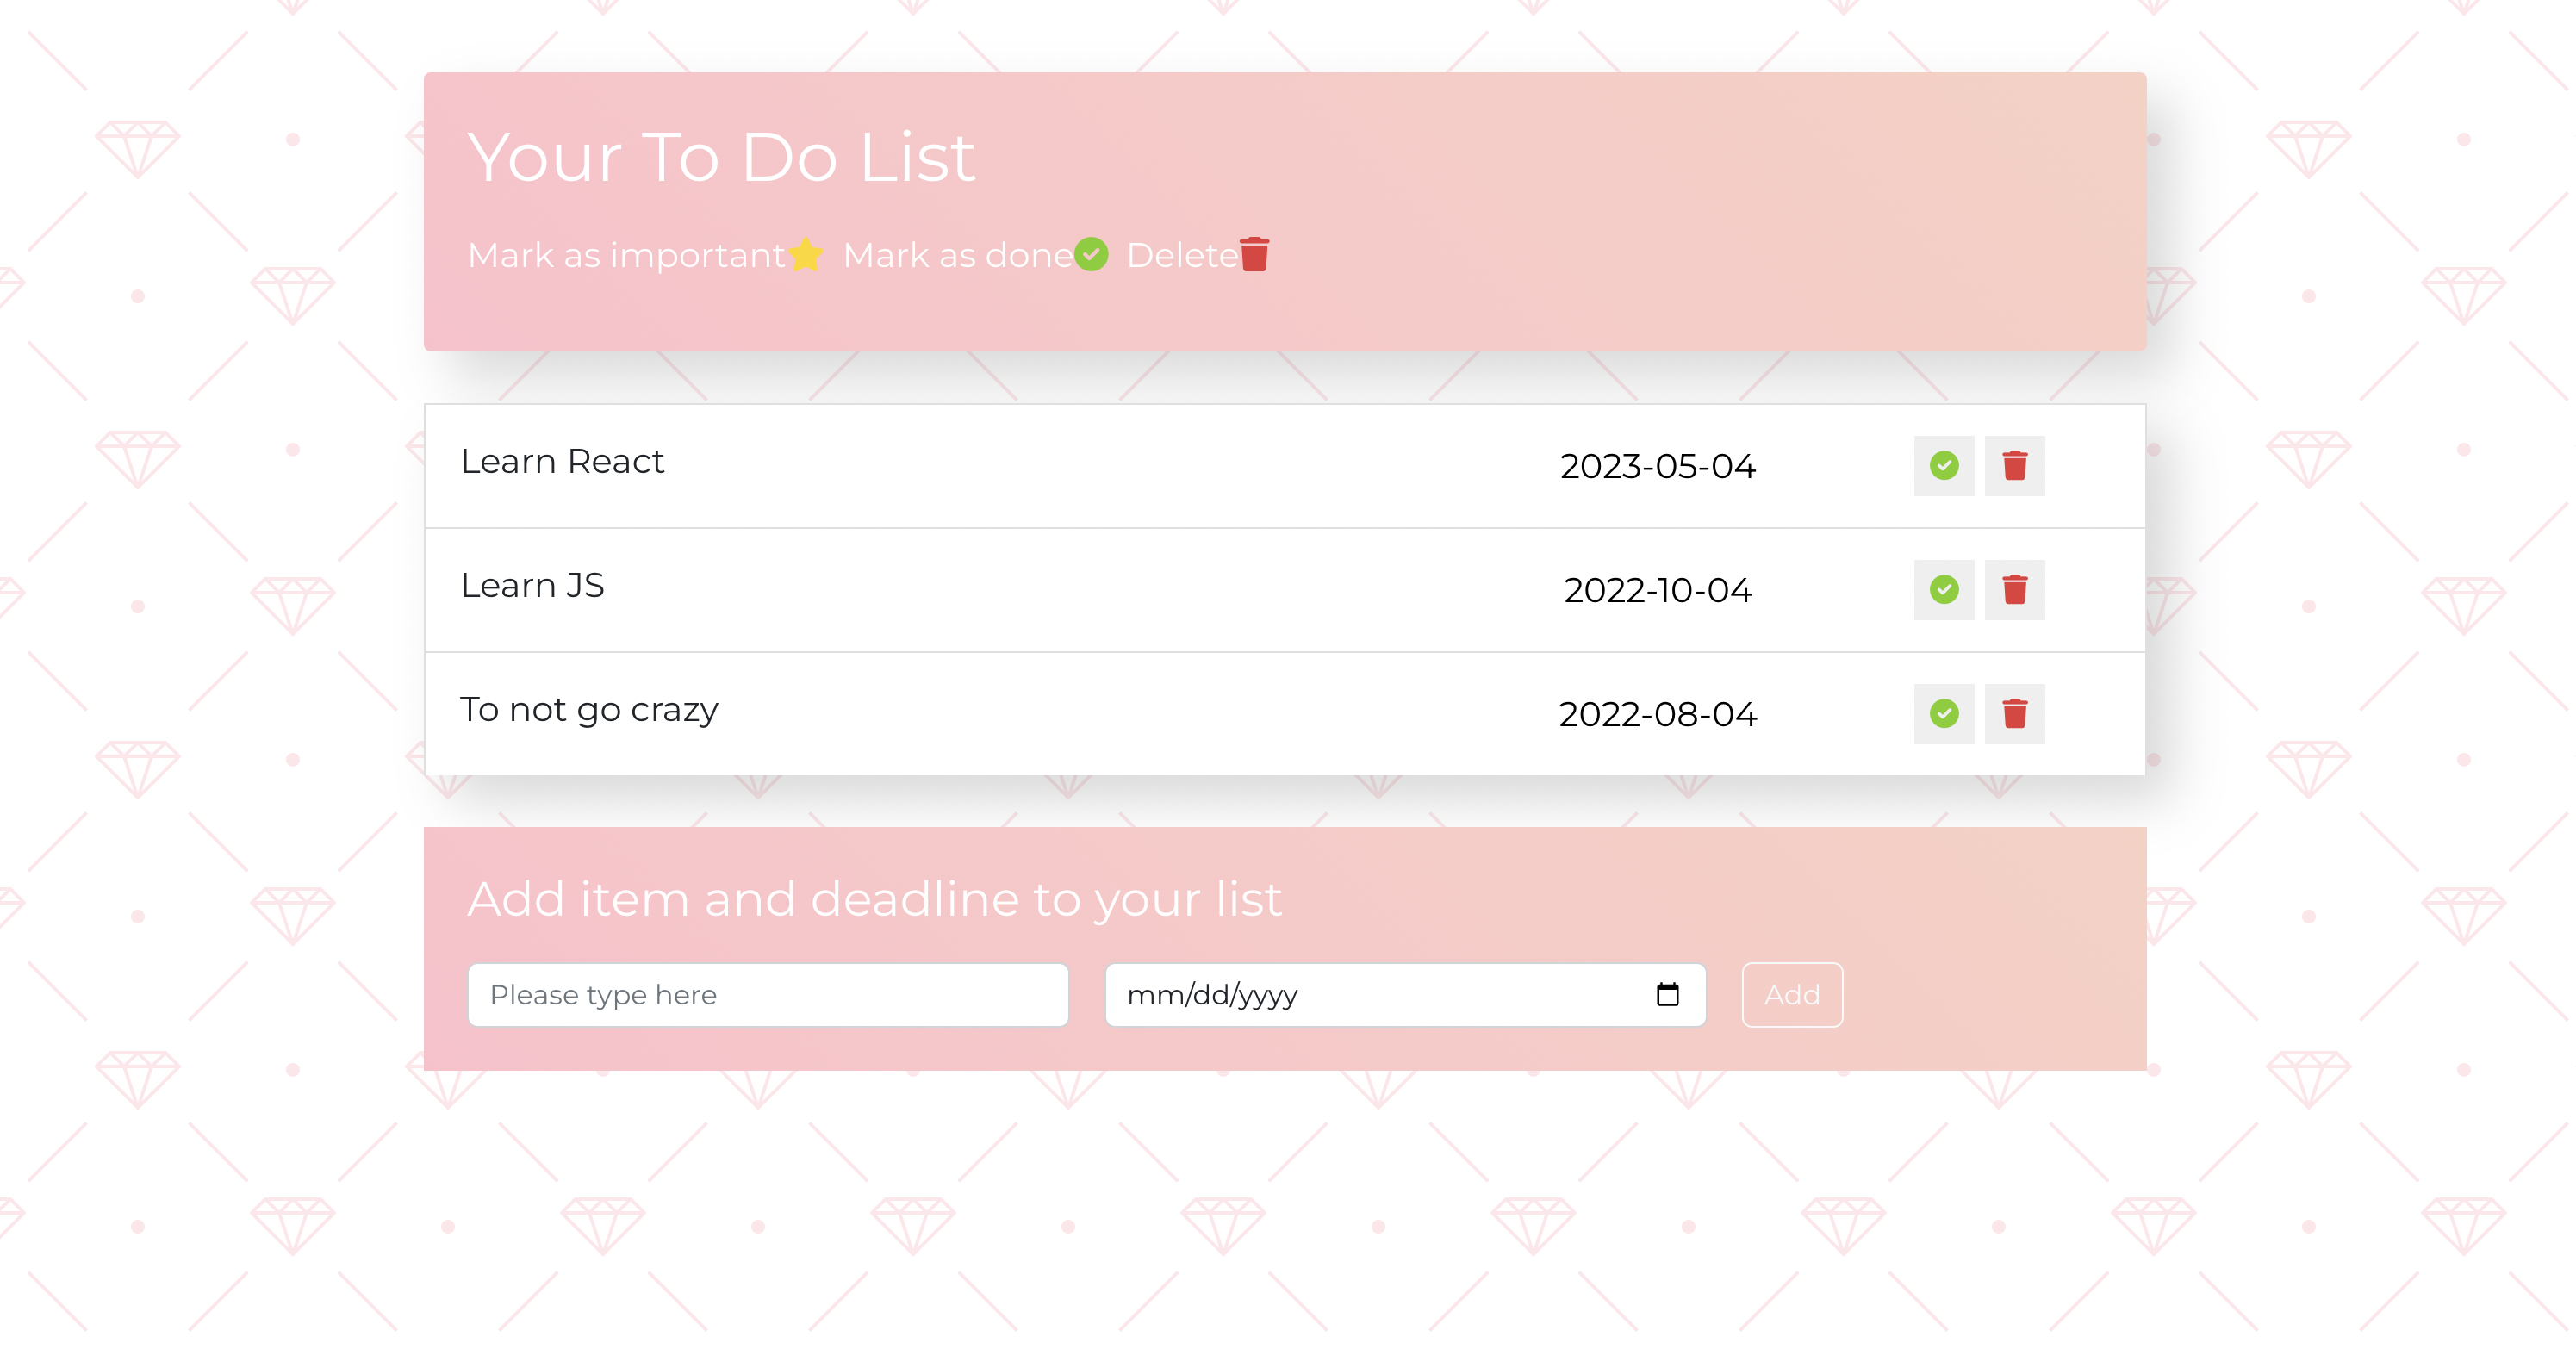 Your To Do List
Mark as important Mark as done Delete
Learn React 2023-05-04
Learn JS 2022-10-04
To not go crazy 2022-08-04
Add item and deadline to your list
Please type here mm/dd/yyyy Add